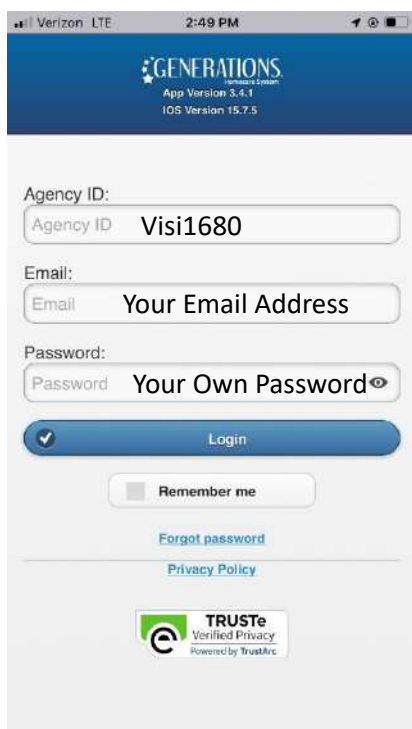 Verizon LTE 2:49 PM
GENERATIONS
Homecare System
App Version 3.4.1
IOS Version 15.7.5
Agency ID:
Agency ID Visi1680
Email:
Email Your Email Address
Password:
Password Your Own Password
Login
Remember me
Forgot password
Privacy Policy
TRUSTe
Verified Privacy
Powered by TrustArc